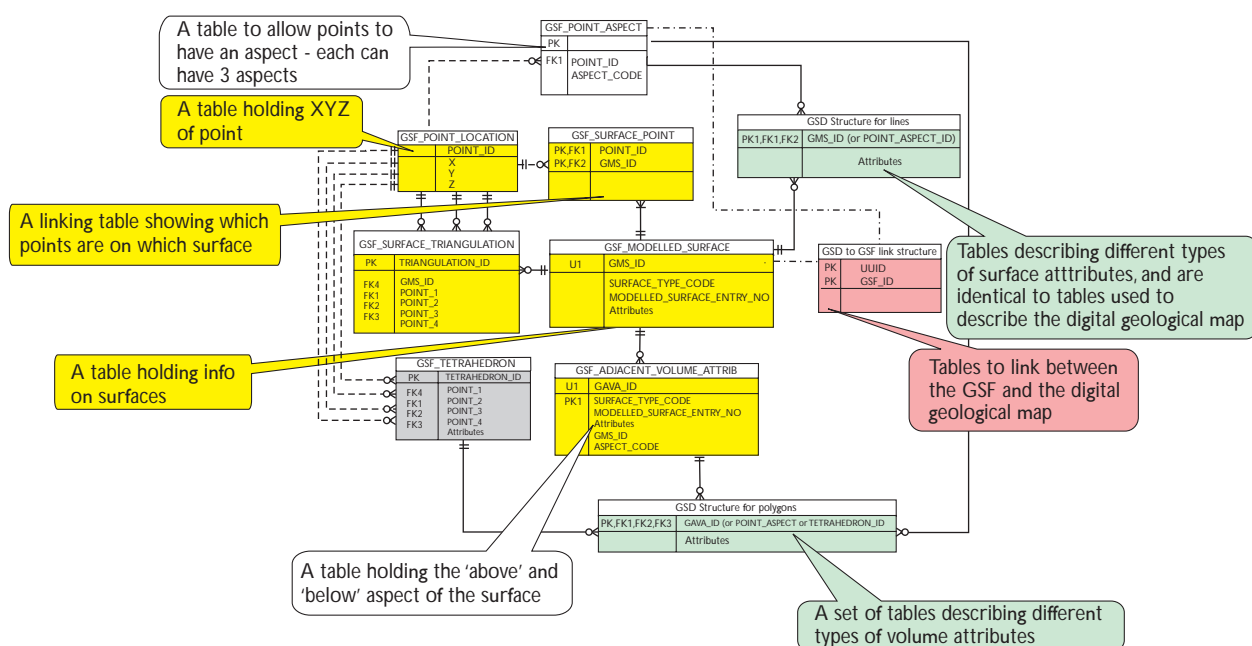 A table to allow points to
have an aspect - each can
have 3 aspects
GSF_POINT_ASPECT
PK
FK1 POINT_ID
ASPECT_CODE
A table holding XYZ
of point
GSF_POINT_LOCATION
POINT_ID
X
Y
Z
GSF_SURFACE_POINT
PK,FK1 POINT_ID
PK,FK2 GMS_ID
GSD Structure for lines
PK1,FK1,FK2 GMS_ID (or POINT_ASPECT_ID)
Attributes
A linking table showing which
points are on which surface
GSF_SURFACE_TRIANGULATION
PK TRIANGULATION_ID
FK4 GMS_ID
FK1 POINT_1
FK2 POINT_2
FK3 POINT_3
POINT_4
GSF_MODELLED_SURFACE
U1 GMS_ID
SURFACE_TYPE_CODE
MODELLED_SURFACE_ENTRY_NO
Attributes
GSD to GSF link structure
PK UUID
PK GSF_ID
Tables describing different types
of surface atttributes, and are
identical to tables used to
describe the digital geological map
A table holding info
on surfaces
GSF_TETRAHEDRON
PK TETRAHEDRON_ID
FK4 POINT_1
FK1 POINT_2
FK2 POINT_3
FK3 POINT_4
Attributes
GSF_ADJACENT_VOLUME_ATTRIB
U1 GAVA_ID
PK1 SURFACE_TYPE_CODE
MODELLED_SURFACE_ENTRY_NO
Attributes
GMS_ID
ASPECT_CODE
Tables to link between
the GSF and the digital
geological map
GSD Structure for polygons
PK,FK1,FK2,FK3 GAVA_ID (or POINT_ASPECT or TETRAHEDRON_ID
Attributes
A table holding the 'above' and
'below' aspect of the surface
A set of tables describing different
types of volume attributes